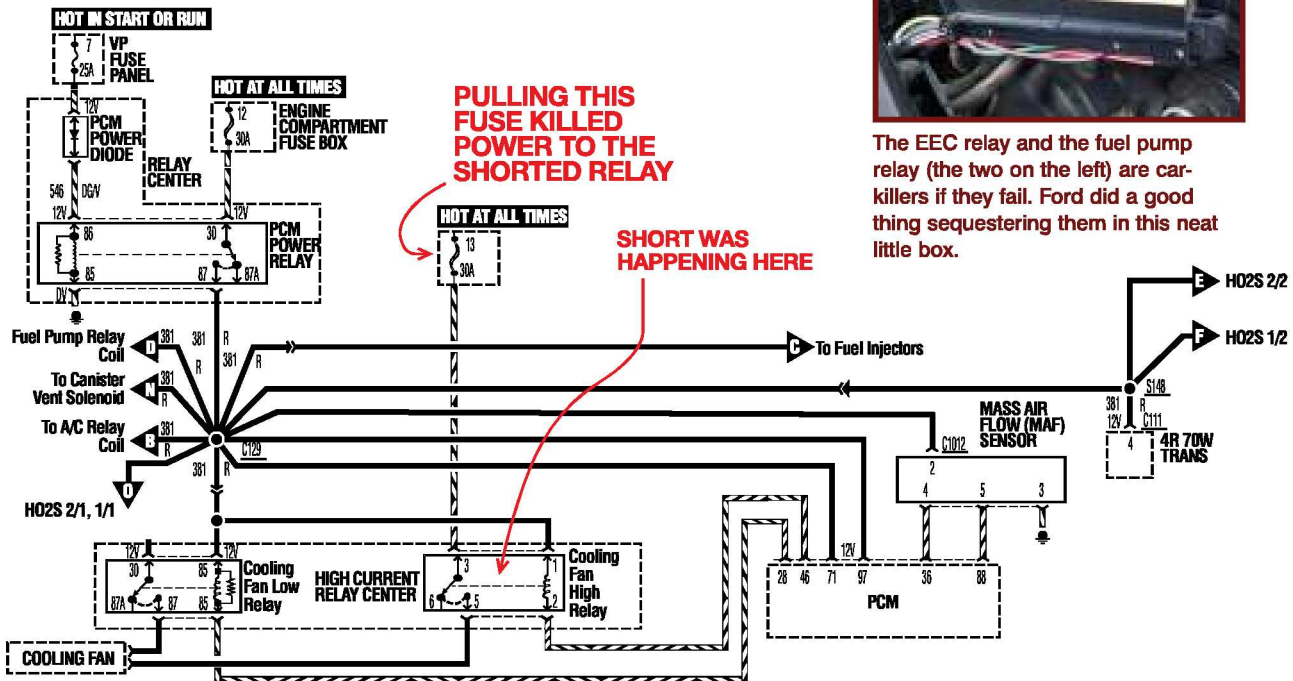 HOT IN START OR RUN
7
25A
VP
FUSE
PANEL
HOT AT ALL TIMES
12
30A
ENGINE
COMPARTMENT
FUSE BOX
12V
PCM
POWER
DIODE
RELAY
CENTER
546
DG/V
12V
12V
86
30
85
87
87A
PCM
POWER
RELAY
DV
PULLING THIS
FUSE KILLED
POWER TO THE
SHORTED RELAY
HOT AT ALL TIMES
13
30A
SHORT WAS
HAPPENING HERE
The EEC relay and the fuel pump
relay (the two on the left) are car-
killers if they fail. Ford did a good
thing sequestering them in this neat
little box.
E HO2S 2/2
F HO2S 1/2
Fuel Pump Relay
Coil
D
381
R
381
R
381
R
C
To Fuel Injectors
To Canister
Vent Solenoid
N
381
R
To A/C Relay
Coil
B
381
R
C129
381
R
HO2S 2/1, 1/1
S148
381
R
12V
C111
4
4R 70W
TRANS
MASS AIR
FLOW (MAF)
SENSOR
C1012
2
4
5
3
12V
12V
30
85
87A
87
85
Cooling
Fan Low
Relay
HIGH CURRENT
RELAY CENTER
3
1
6
5
2
Cooling
Fan
High
Relay
12V
28
46
71
97
36
88
PCM
COOLING FAN